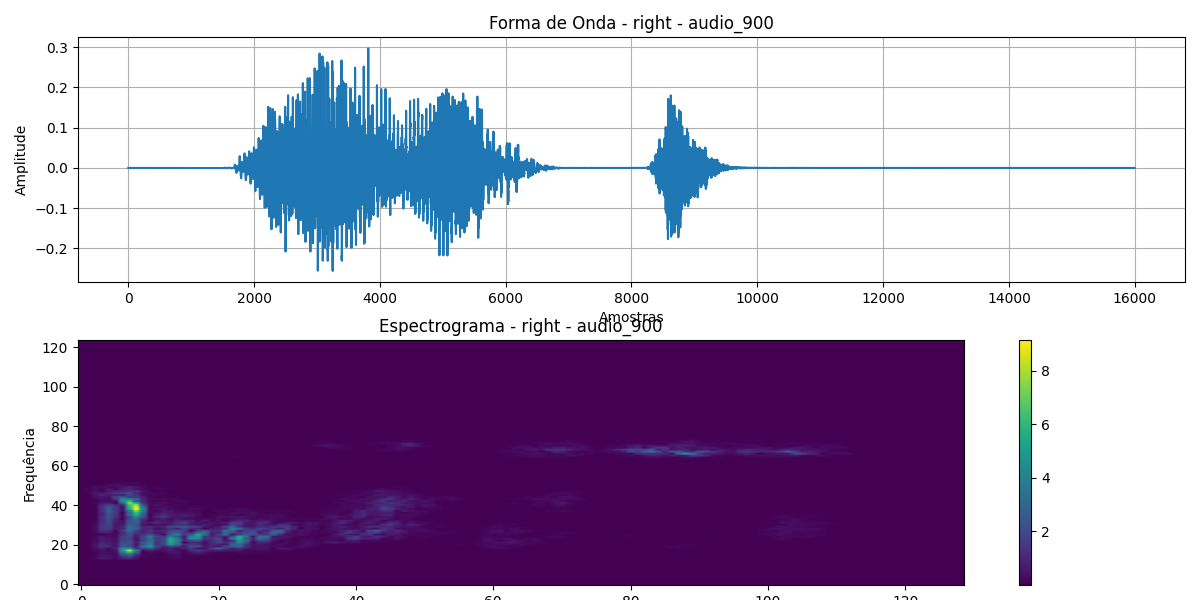 Forma de Onda - right - audio_900
0.3
0.2
0.1
0.0
−0.1
−0.2
Amplitude
0 2000 4000 6000 8000 10000 12000 14000 16000
Amostras
Espectrograma - right - audio_900
120
100
80
60
40
20
0
Frequência
0 20 40 60 80 100 120
8
6
4
2